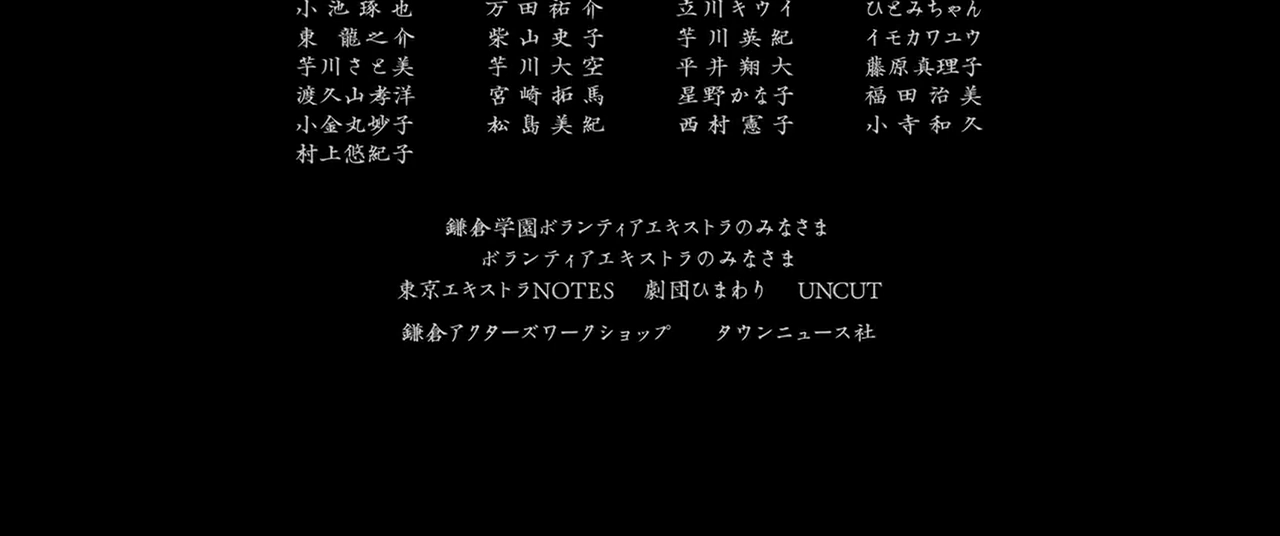 小池琢也 万田祐介 立川キウイ ひとみちゃん
東 龍之介 柴山吏子 芋川英紀 イモカワユウ
芋川さと美 芋川大空 平井翔大 藤原真理子
渡久山孝洋 宮崎拓馬 星野かな子 福田治美
小金丸妙子 松島美紀 西村憲子 小寺和久
村上悠紀子
鎌倉学園ボランティアエキストラのみなさま
ボランティアエキストラのみなさま
東京エキストラNOTES 劇団ひまわり UNCUT
鎌倉アクターズワークショップ タウンニュース社